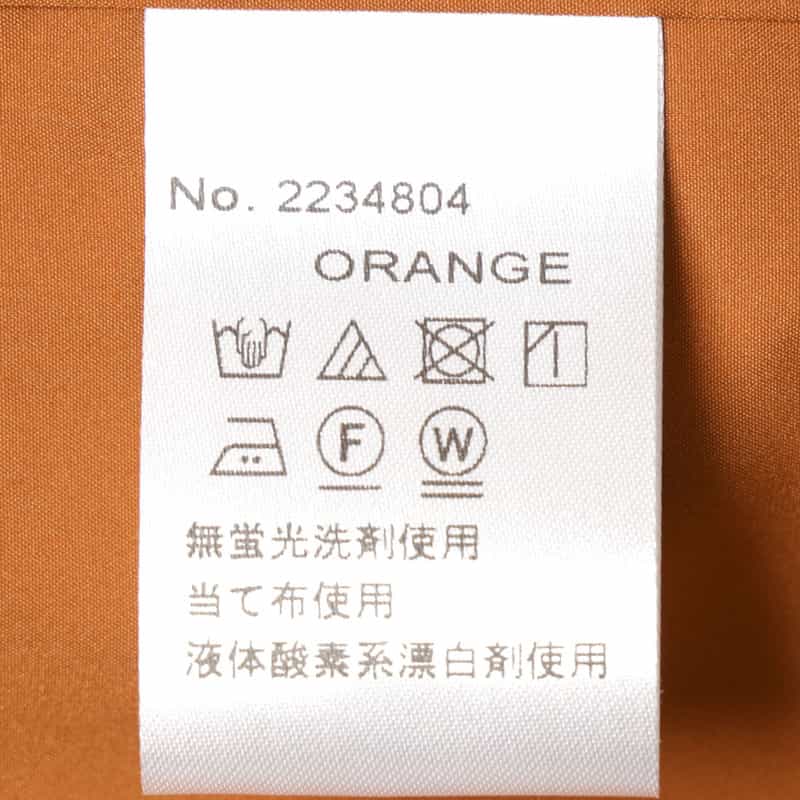 No. 2234804
ORANGE
F W
無蛍光洗剤使用
当て布使用
液体酸素系漂白剤使用